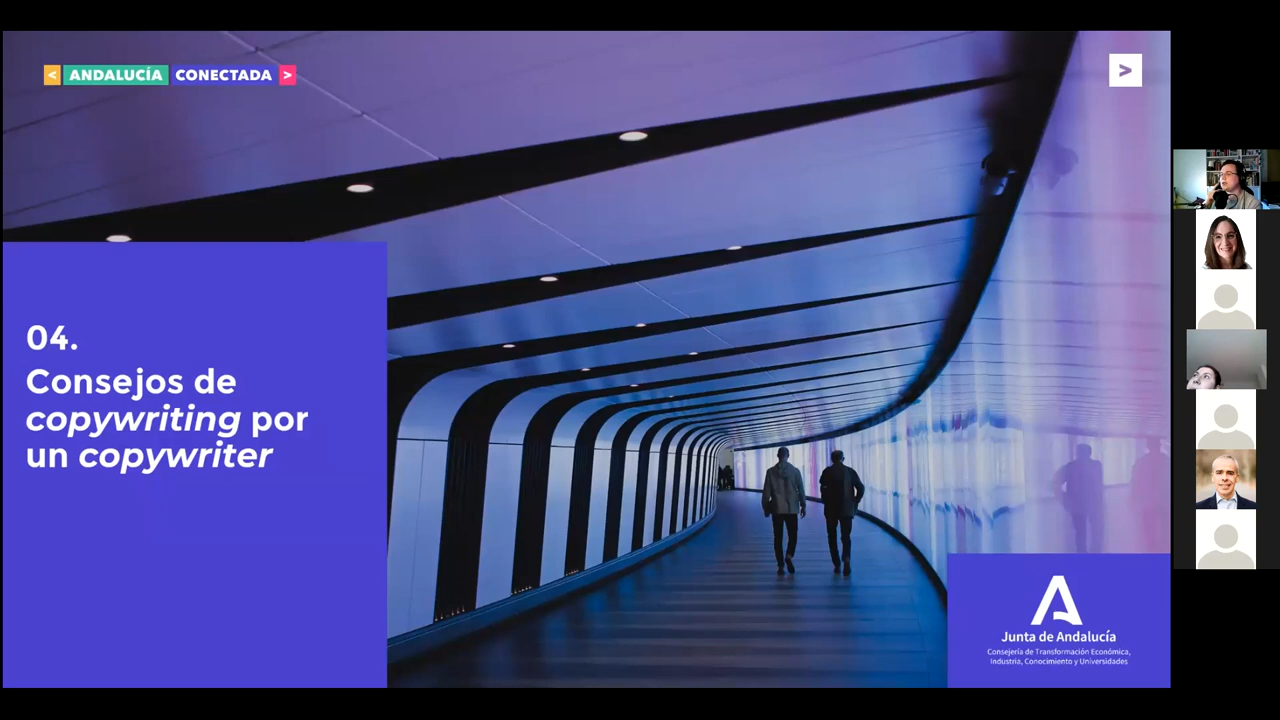 < ANDALUCÍA CONECTADA >
>
04.
Consejos de
copywriting por
un copywriter
Junta de Andalucía
Consejería de Transformación Económica,
Industria, Conocimiento y Universidades